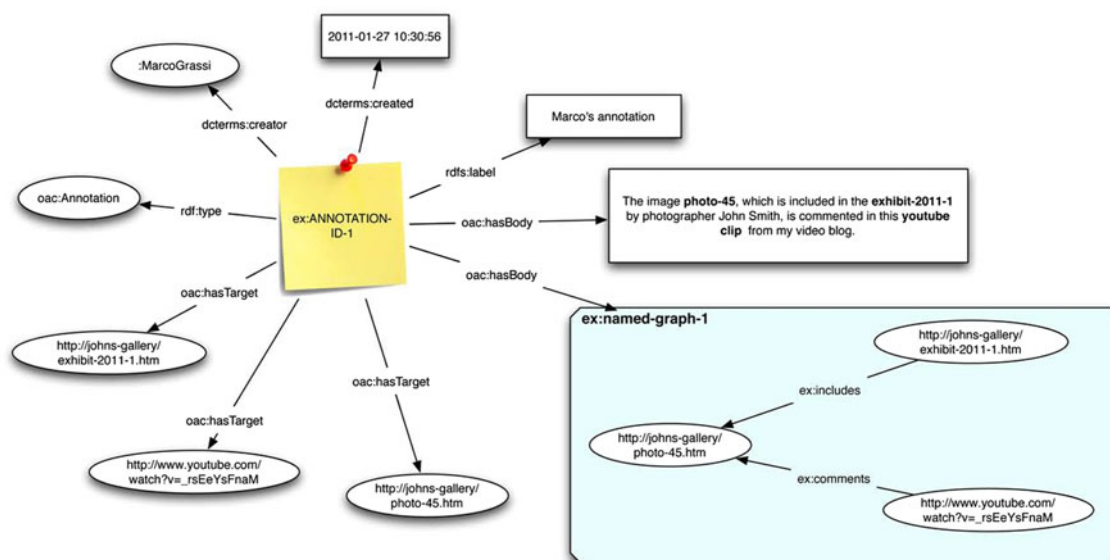 2011-01-27 10:30:56
:MarcoGrassi
dcterms:created
dcterms:creator
Marco's annotation
rdfs:label
oac:Annotation
rdf:type
ex:ANNOTATION-
ID-1
oac:hasBody
The image photo-45, which is included in the exhibit-2011-1
by photographer John Smith, is commented in this youtube
clip from my video blog.
oac:hasBody
oac:hasTarget
http://johns-gallery/
exhibit-2011-1.htm
oac:hasTarget
oac:hasTarget
http://www.youtube.com/
watch?v=_rsEeYsFnaM
http://johns-gallery/
photo-45.htm
ex:named-graph-1
http://johns-gallery/
exhibit-2011-1.htm
ex:includes
http://johns-gallery/
photo-45.htm
ex:comments
http://www.youtube.com/
watch?v=_rsEeYsFnaM